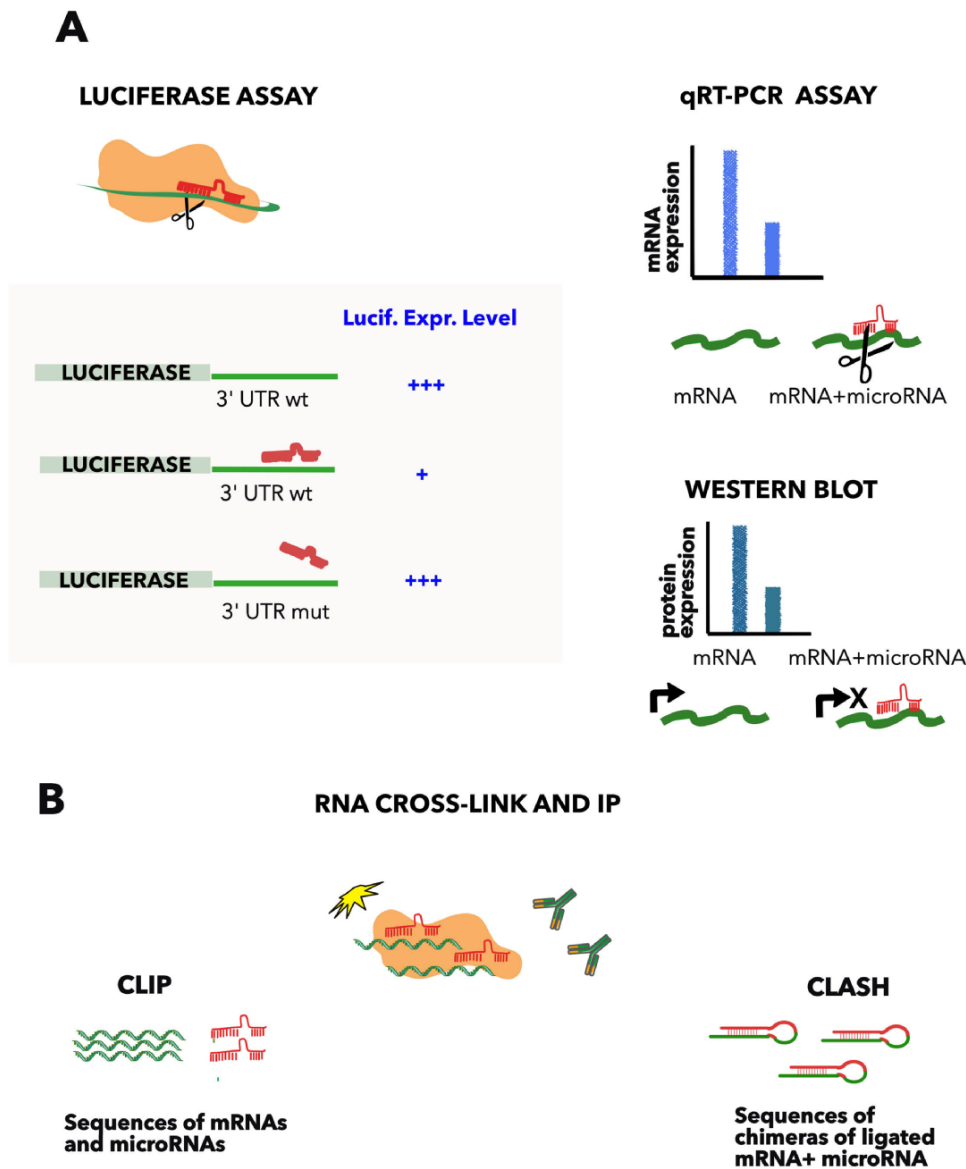 A
LUCIFERASE ASSAY
Lucif. Expr. Level
LUCIFERASE
3' UTR wt
+++
LUCIFERASE
3' UTR wt
+
LUCIFERASE
3' UTR mut
+++
qRT-PCR ASSAY
mRNA
expression
mRNA
mRNA+microRNA
WESTERN BLOT
protein
expression
mRNA
mRNA+microRNA
X
B
RNA CROSS-LINK AND IP
CLIP
Sequences of mRNAs
and microRNAs
CLASH
Sequences of
chimeras of ligated
mRNA+ microRNA